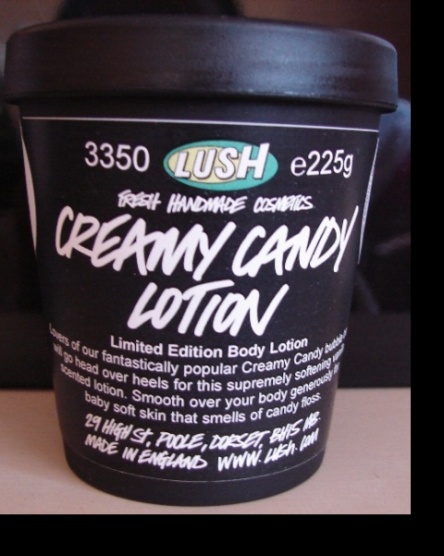 3350 LUSH e225g
FRESH HANDMADE COSMETICS
CREAMY CANDY
LOTION
Limited Edition Body Lotion
of our fantastically popular Creamy Candy
will go head over heels for this supremely softening
scented lotion. Smooth over your body generously
baby soft skin that smells of candy floss.
29 HIGH ST, POOLE, DORSET, BH15
MADE IN ENGLAND WWW.LUSH.COM